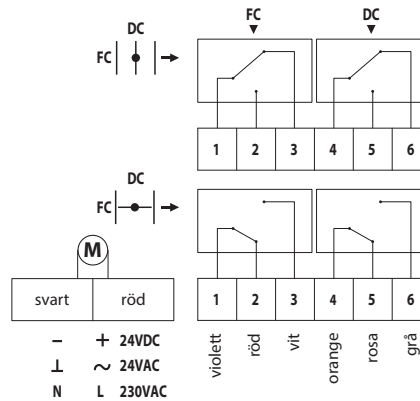 FC DC
DC
FC
1 2 3 4 5 6
DC
FC
M
svart röd
1 2 3 4 5 6
− + 24VDC
⊥ ~ 24VAC
N L 230VAC
violett
röd
vit
orange
rosa
grå